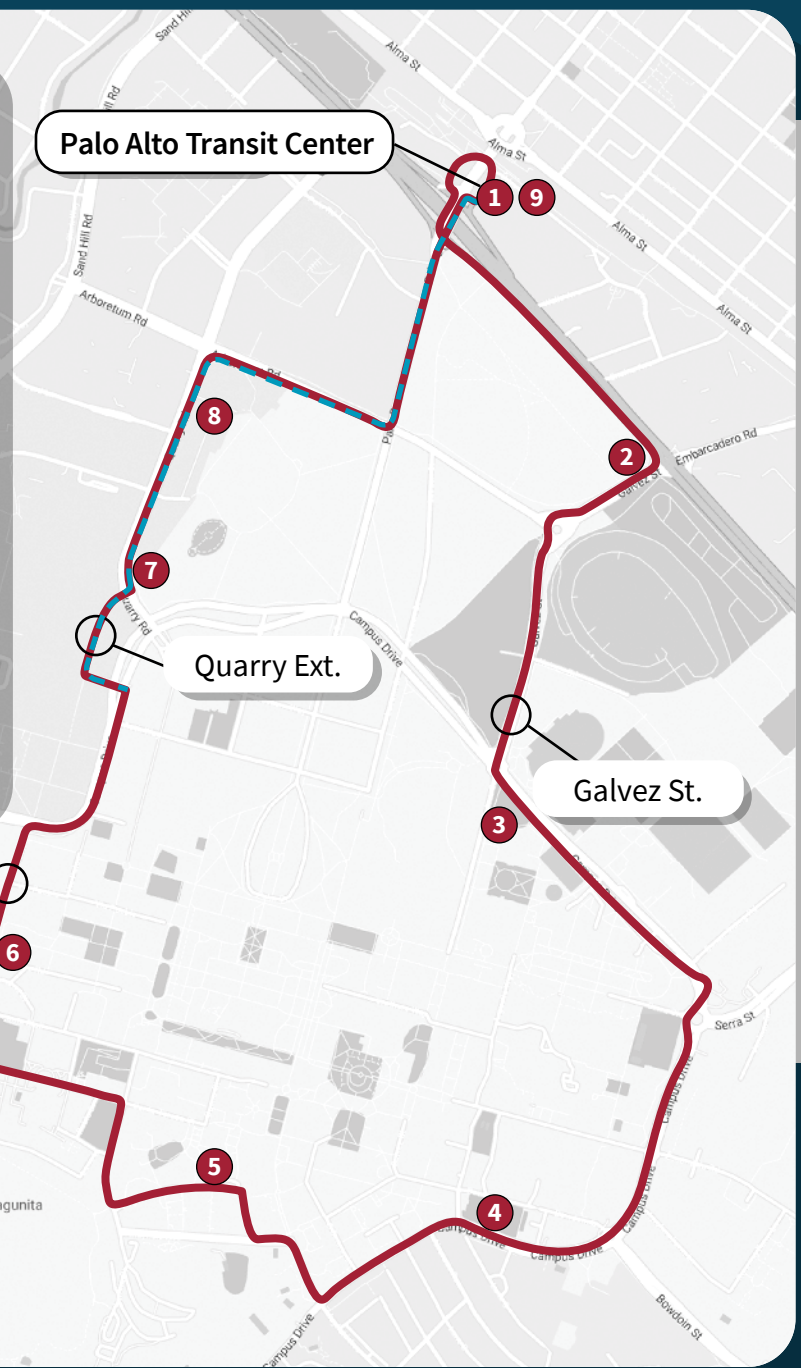 Sand Hill
Alma St
Rd
Palo Alto Transit Center
Alma St
1
9
Sand Hill Rd
Alma St
Arboretum Rd
Alma St
Rd
8
2
Embarcadero Rd
Galvez St
7
Campus Drive
Quarry Ext.
Galvez St.
3
6
Serra St
Campus Drive
5
Campus Drive
4
agunita
Campus Drive
Campus Drive
Bowdoin St
Campus Drive